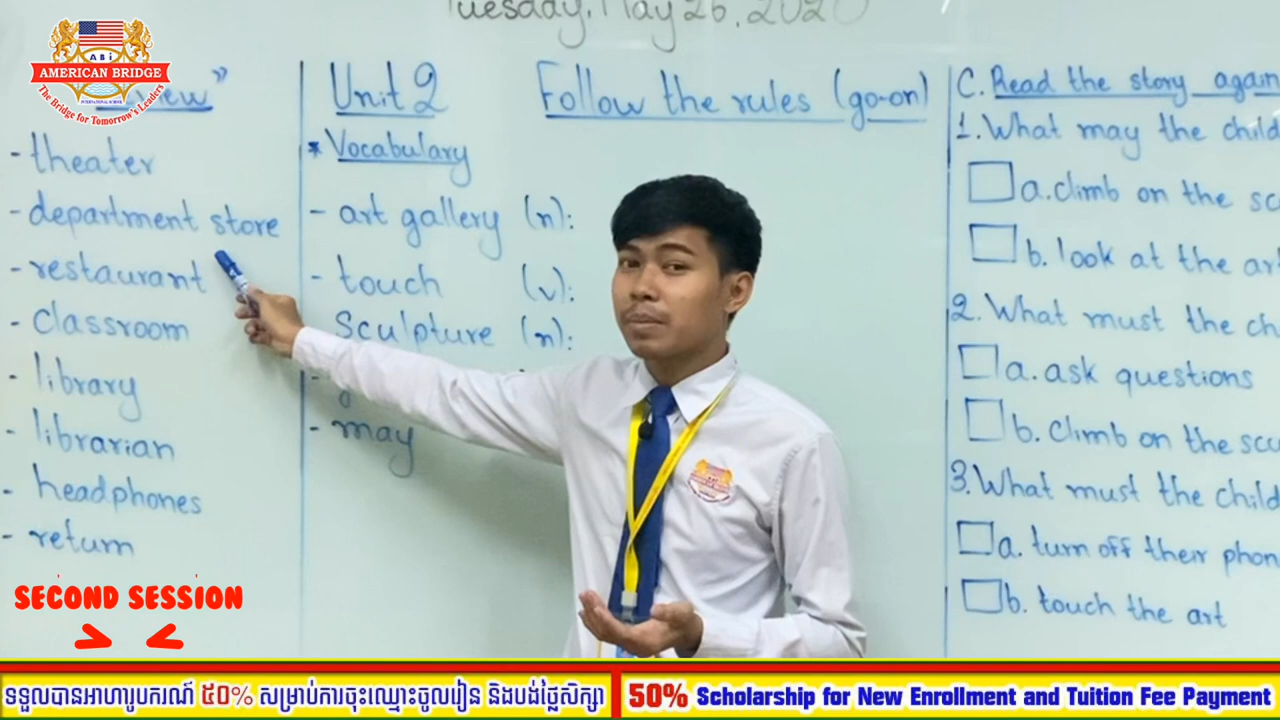 Tuesday, May 26, 2020
ABi
AMERICAN BRIDGE
INTERNATIONAL SCHOOL
The Bridge for Tomorrow's Leaders
- theater
- department store
- restaurant
- classroom
- library
- librarian
- headphones
- return
Unit 2 Follow the rules (go-on)
* Vocabulary
- art gallery (n):
- touch (v):
Sculpture (n):
- may
C. Read the story again
1. What may the child
a. climb on the sc
b. look at the ar
2. What must the ch
a. ask questions
b. climb on the scu
3. What must the child
a. turn off their phon
b. touch the art
SECOND SESSION
> <
ទទួលបានអាហារូបករណ៍ ៥០% សម្រាប់ការចុះឈ្មោះចូលរៀន និងបង់ថ្លៃសិក្សា
50% Scholarship for New Enrollment and Tuition Fee Payment